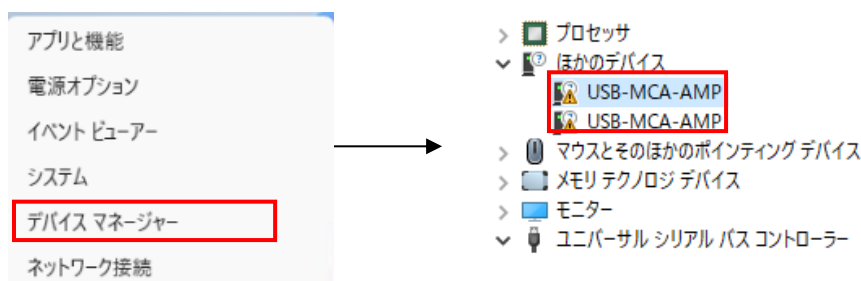 アプリと機能
電源オプション
イベント ビューアー
システム
デバイス マネージャー
ネットワーク接続
プロセッサ
ほかのデバイス
USB-MCA-AMP
USB-MCA-AMP
マウスとそのほかのポインティング デバイス
メモリ テクノロジ デバイス
モニター
ユニバーサル シリアル バス コントローラー